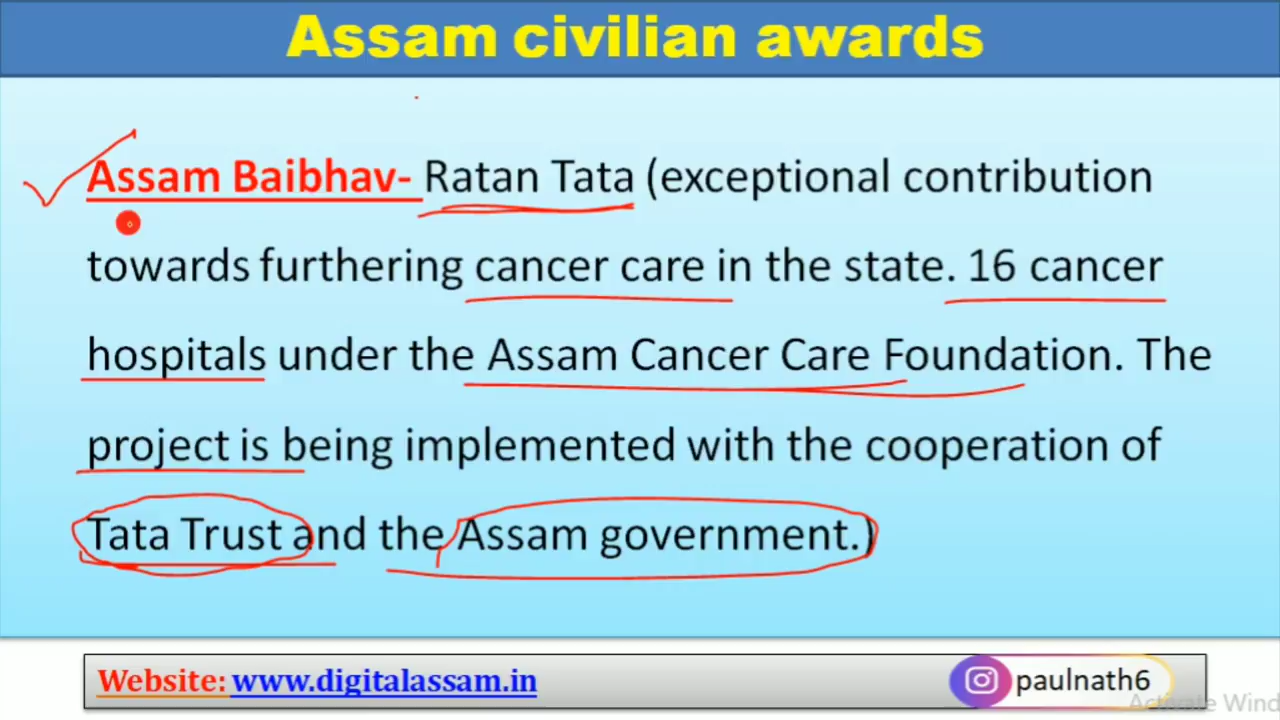 Assam civilian awards
Assam Baibhav- Ratan Tata (exceptional contribution
towards furthering cancer care in the state. 16 cancer
hospitals under the Assam Cancer Care Foundation. The
project is being implemented with the cooperation of
Tata Trust and the Assam government.)
Website: www.digitalassam.in
paulnath6
Activate Wind